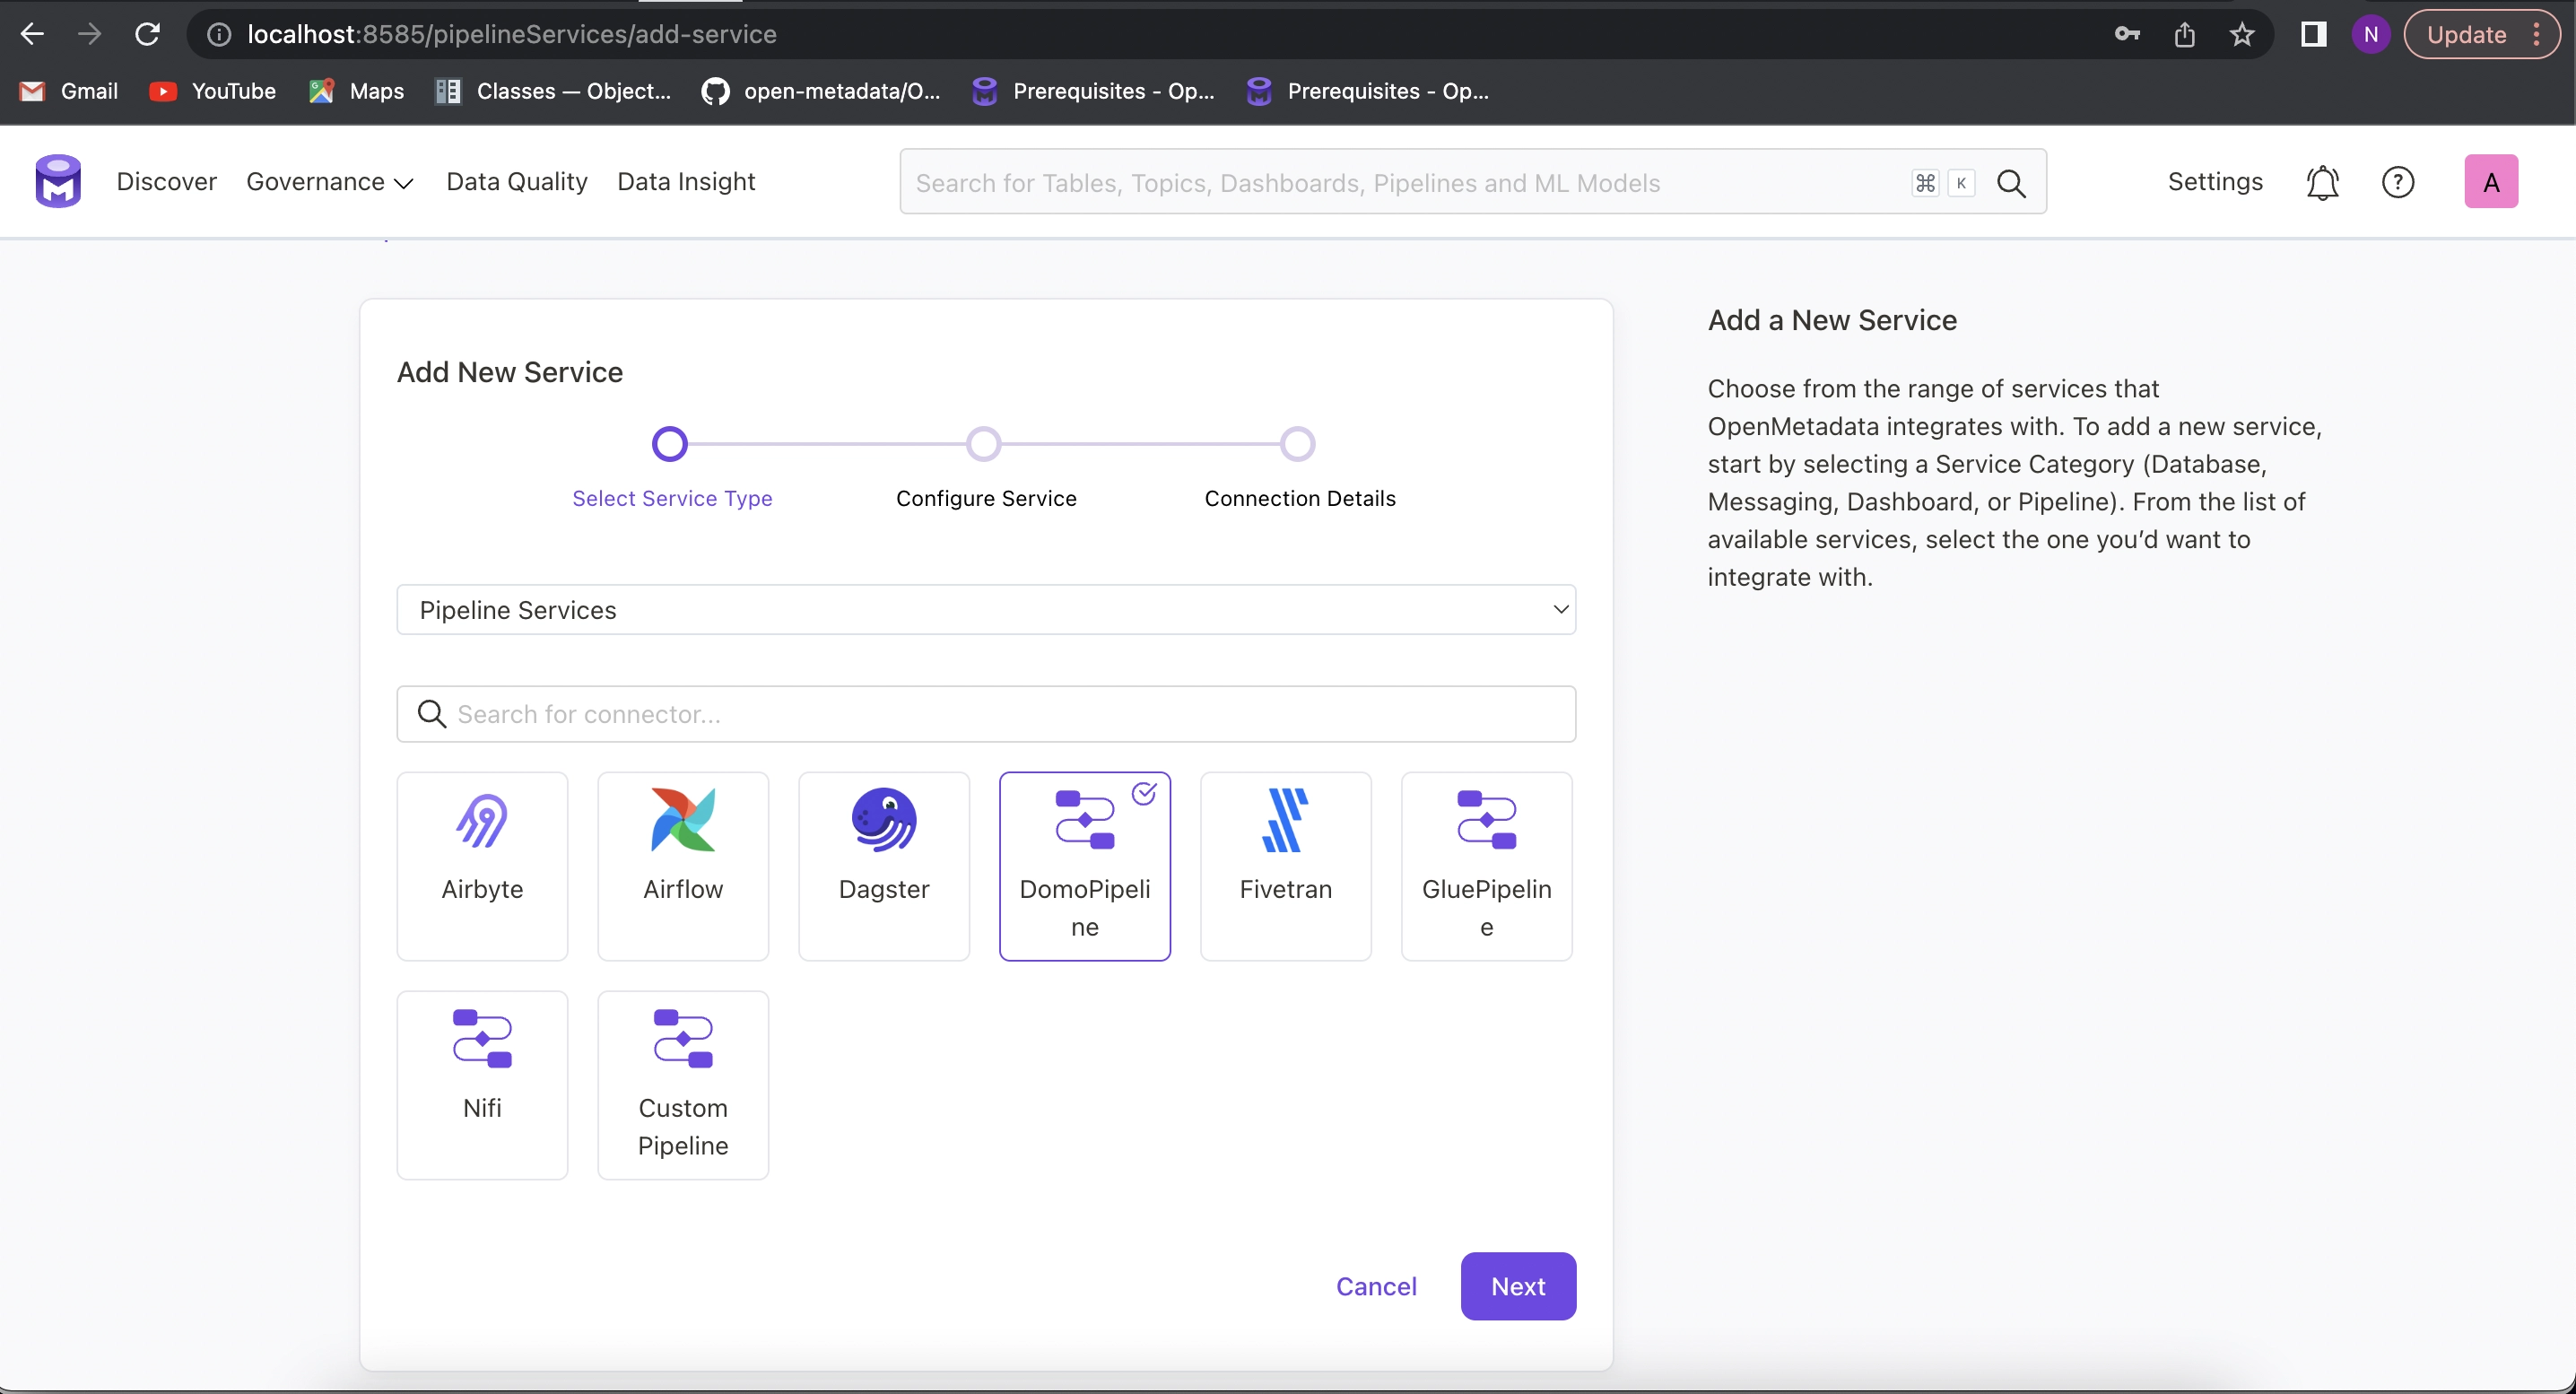 localhost:8585/pipelineServices/add-service
N
Update
Gmail
YouTube
Maps
Classes — Object...
open-metadata/O...
Prerequisites - Op...
Prerequisites - Op...
Discover
Governance
Data Quality
Data Insight
Search for Tables, Topics, Dashboards, Pipelines and ML Models
⌘ K
Settings
A
Add New Service
Select Service Type
Configure Service
Connection Details
Pipeline Services
Search for connector...
Airbyte
Airflow
Dagster
DomoPipeli
ne
Fivetran
GluePipelin
e
Nifi
Custom
Pipeline
Cancel
Next
Add a New Service
Choose from the range of services that
OpenMetadata integrates with. To add a new service,
start by selecting a Service Category (Database,
Messaging, Dashboard, or Pipeline). From the list of
available services, select the one you’d want to
integrate with.